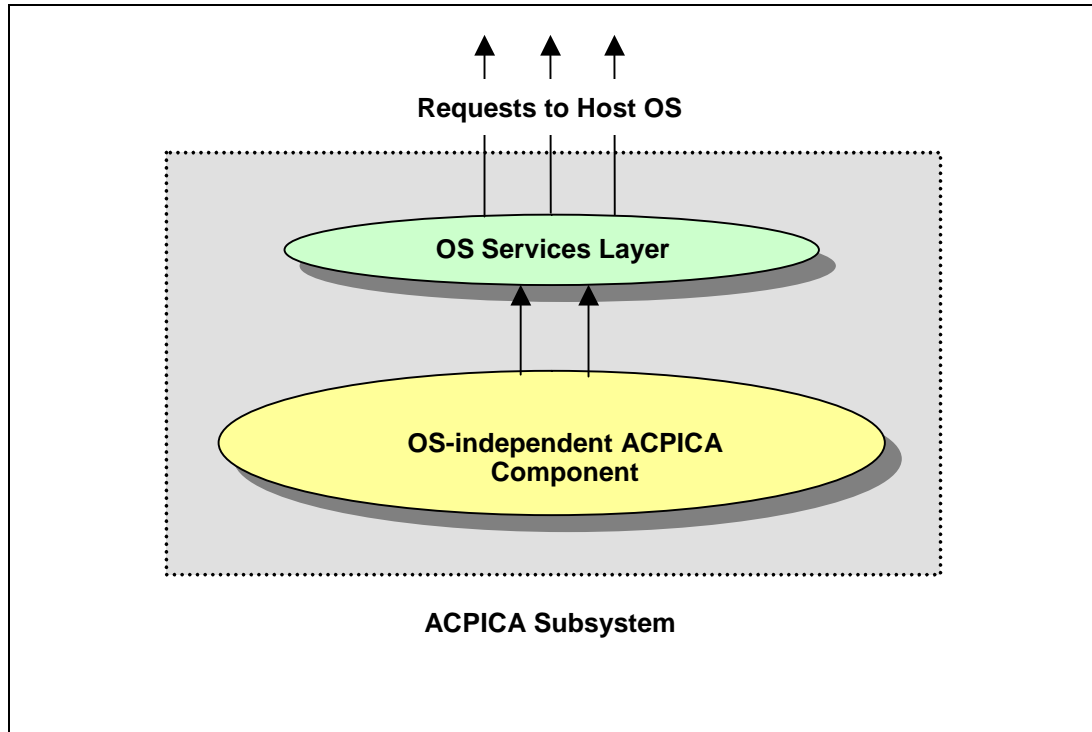 Requests to Host OS
OS Services Layer
OS-independent ACPICA
Component
ACPICA Subsystem